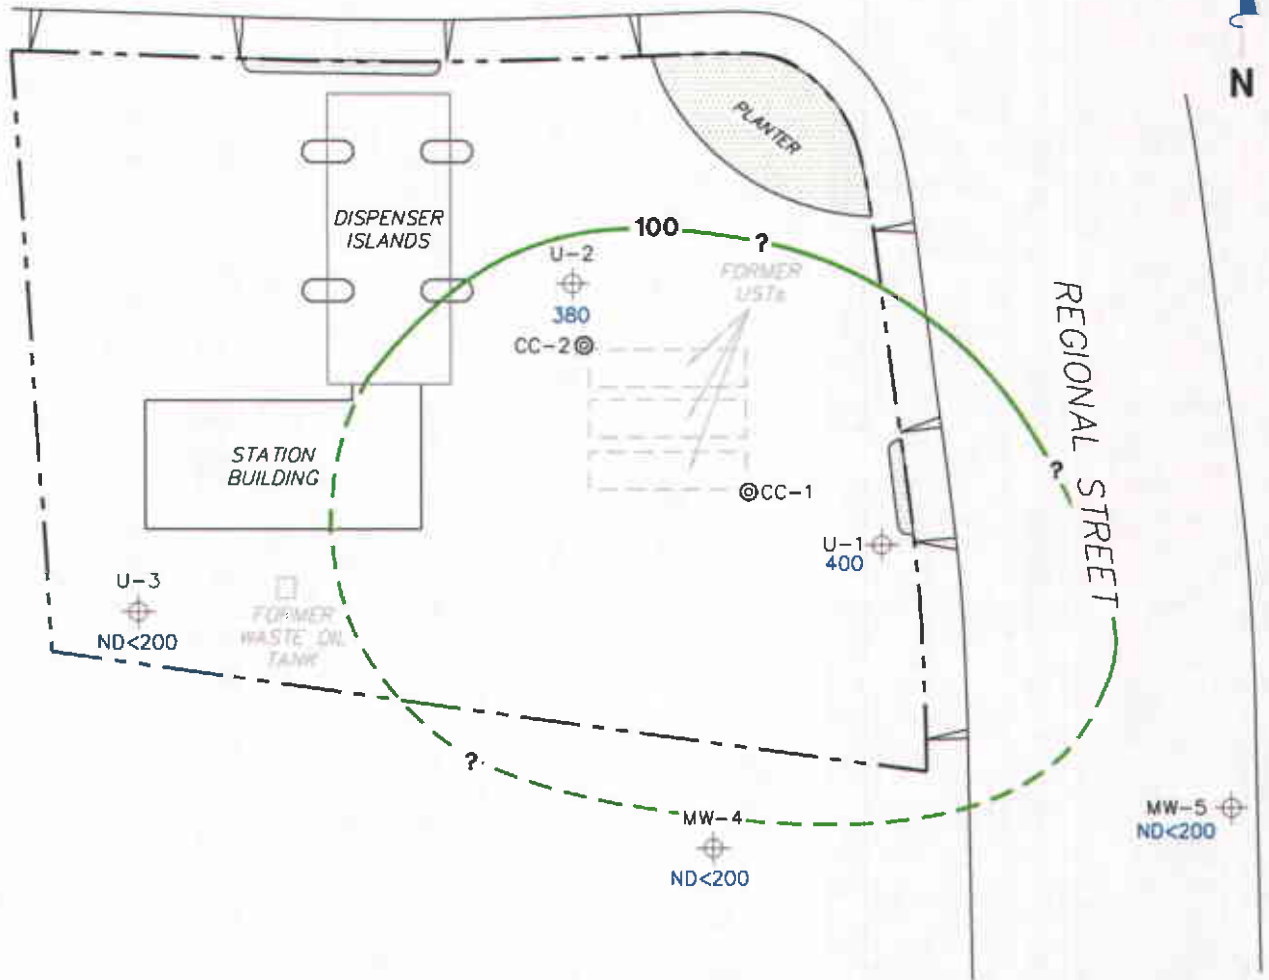 N
PLANTER
DISPENSER
ISLANDS
100
?
U-2
380
FORMER
USTs
CC-2
REGIONAL STREET
STATION
BUILDING
?
CC-1
U-1
400
U-3
ND<200
FORMER
WASTE OIL
TANK
?
MW-4
ND<200
MW-5
ND<200